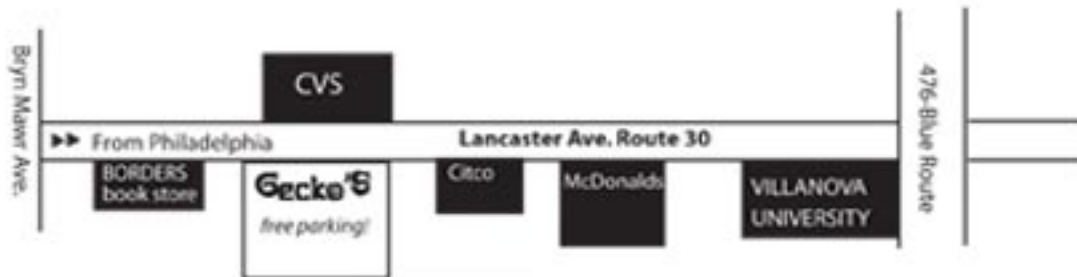 Brym Mawr Ave.
CVS
476-Blue Route
From Philadelphia
Lancaster Ave. Route 30
BORDERS
book store
Gecko'S
free parking!
Citco
McDonalds
VILLANOVA
UNIVERSITY